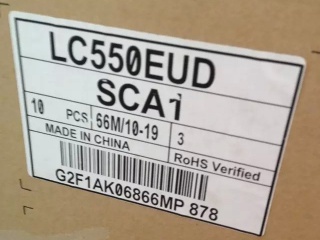 LC550EUD
SCA1
10 PCS 66M/10-19 3
MADE IN CHINA RoHS Verified
G2F1AK06866MP 878